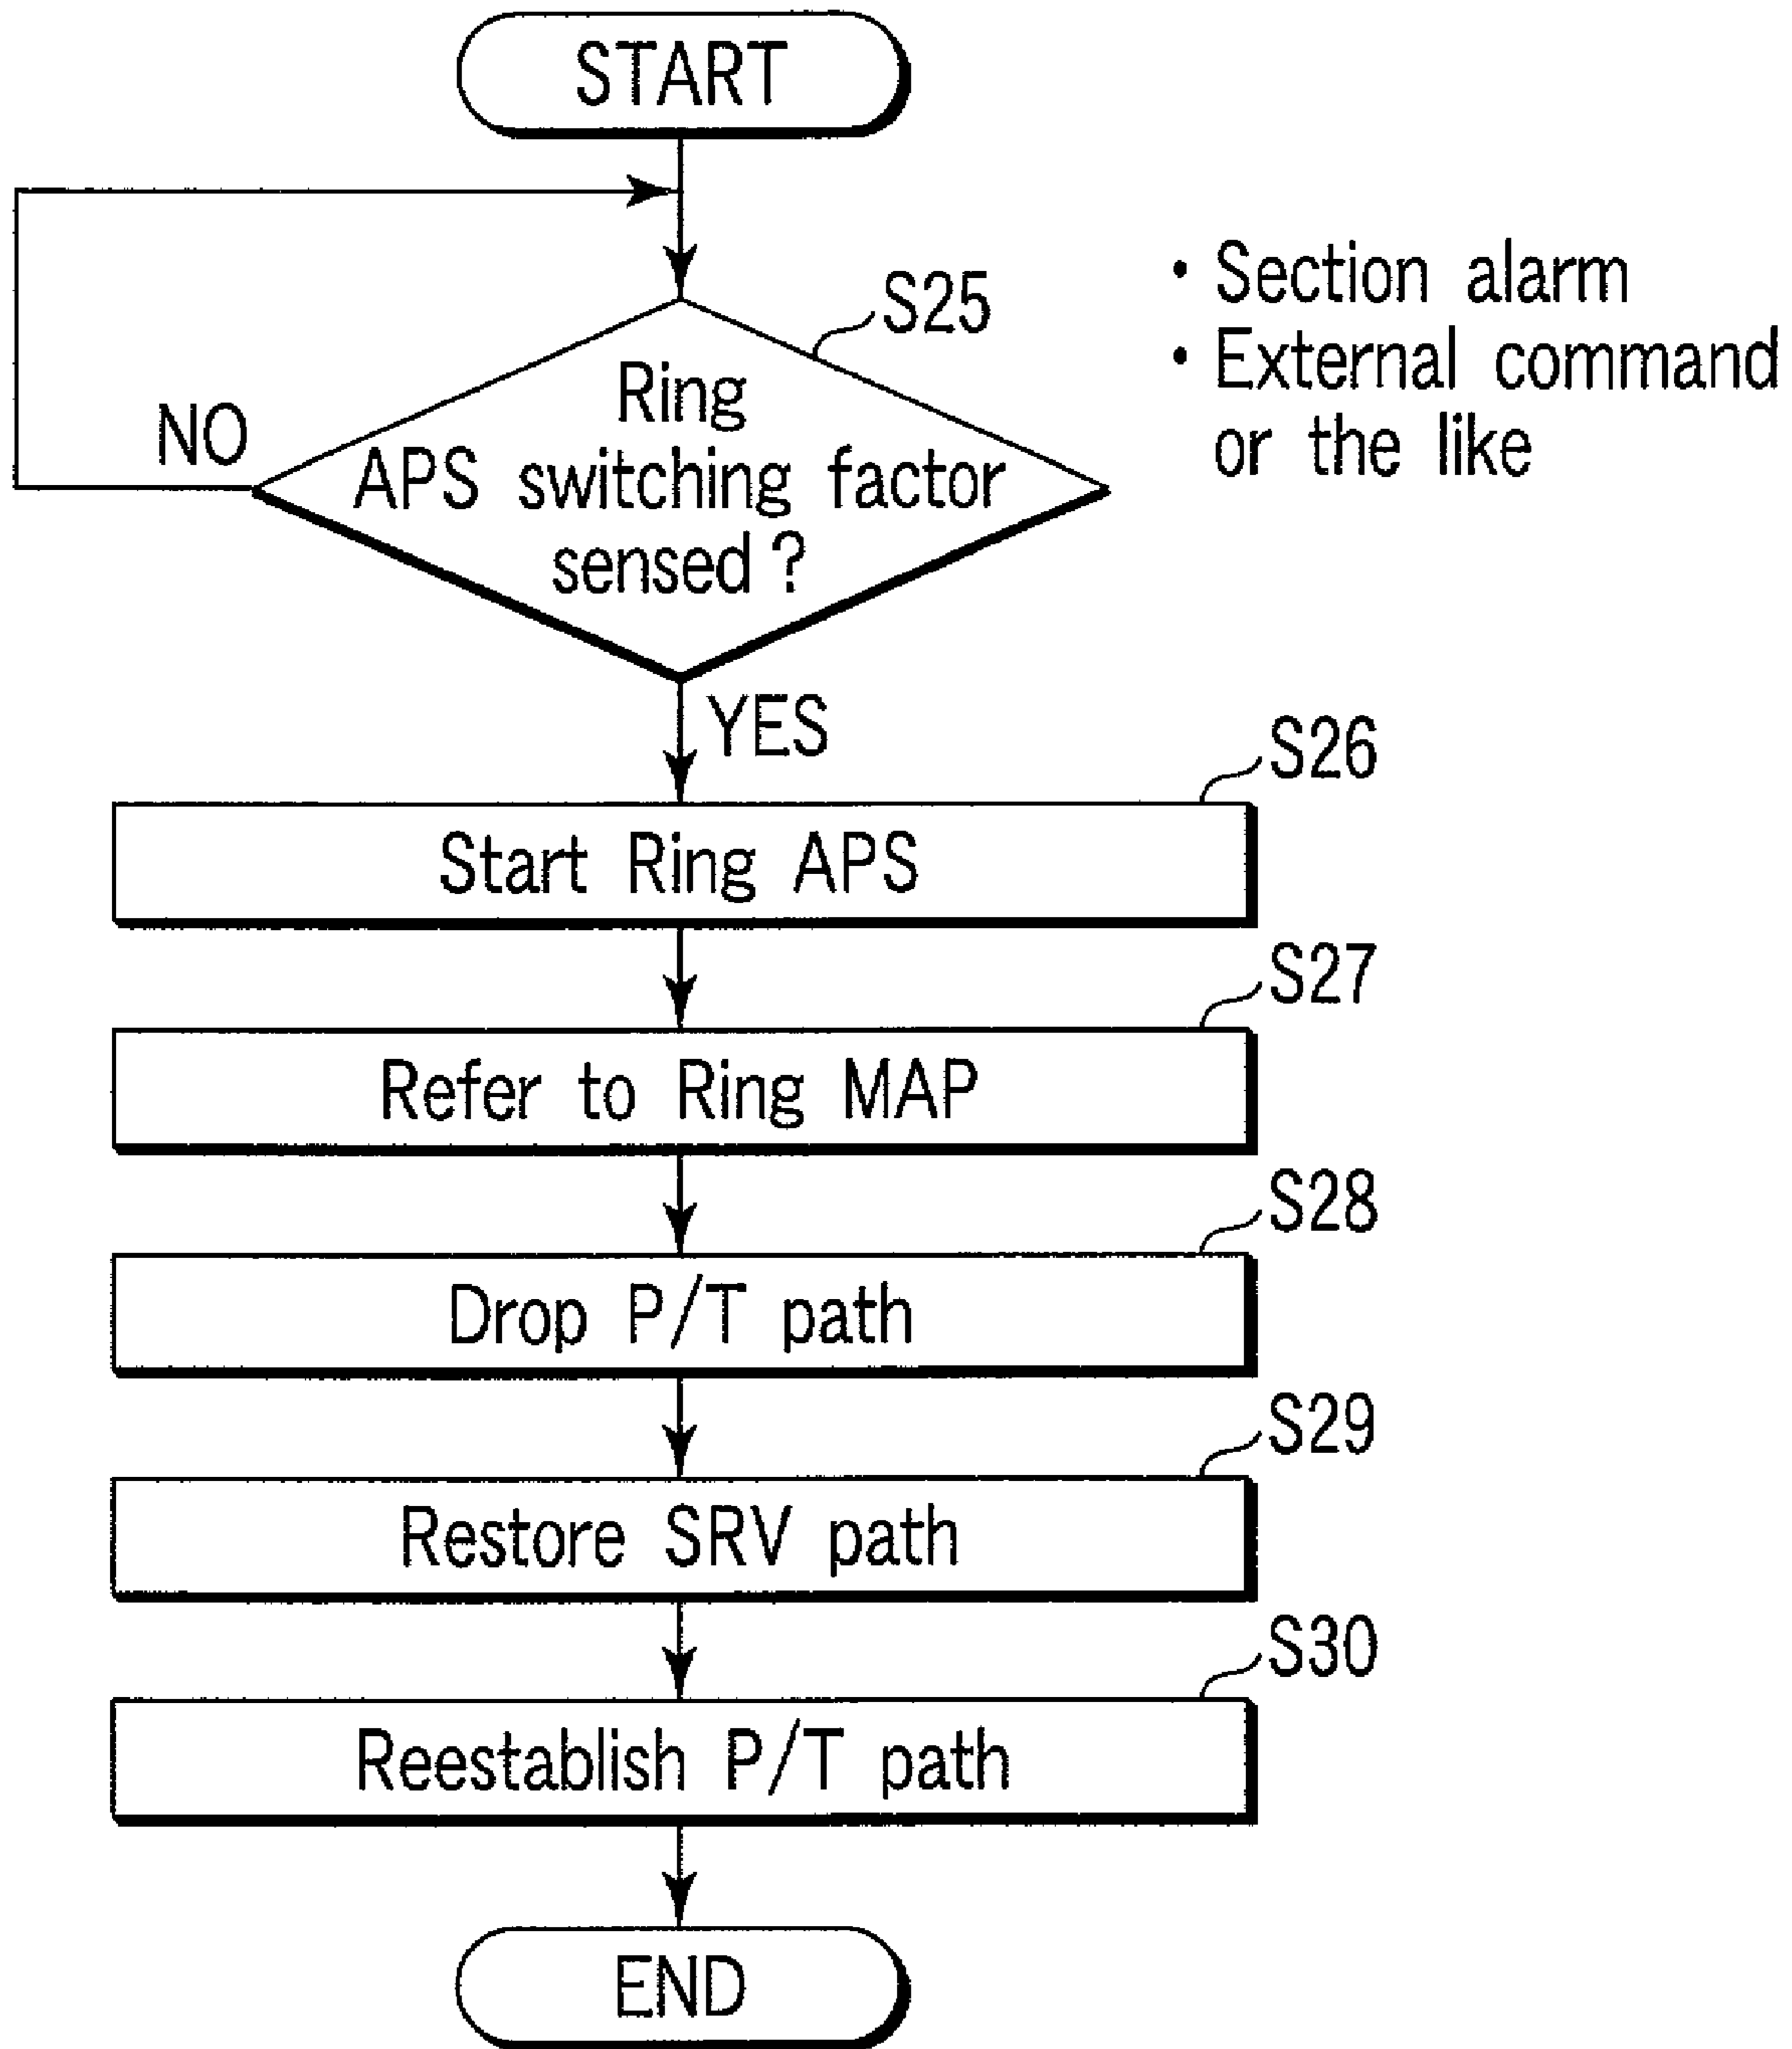 START
S25
• Section alarm
• External command
or the like
Ring
APS switching factor
sensed ?
NO
YES
S26
Start Ring APS
S27
Refer to Ring MAP
S28
Drop P/T path
S29
Restore SRV path
S30
Reestablish P/T path
END